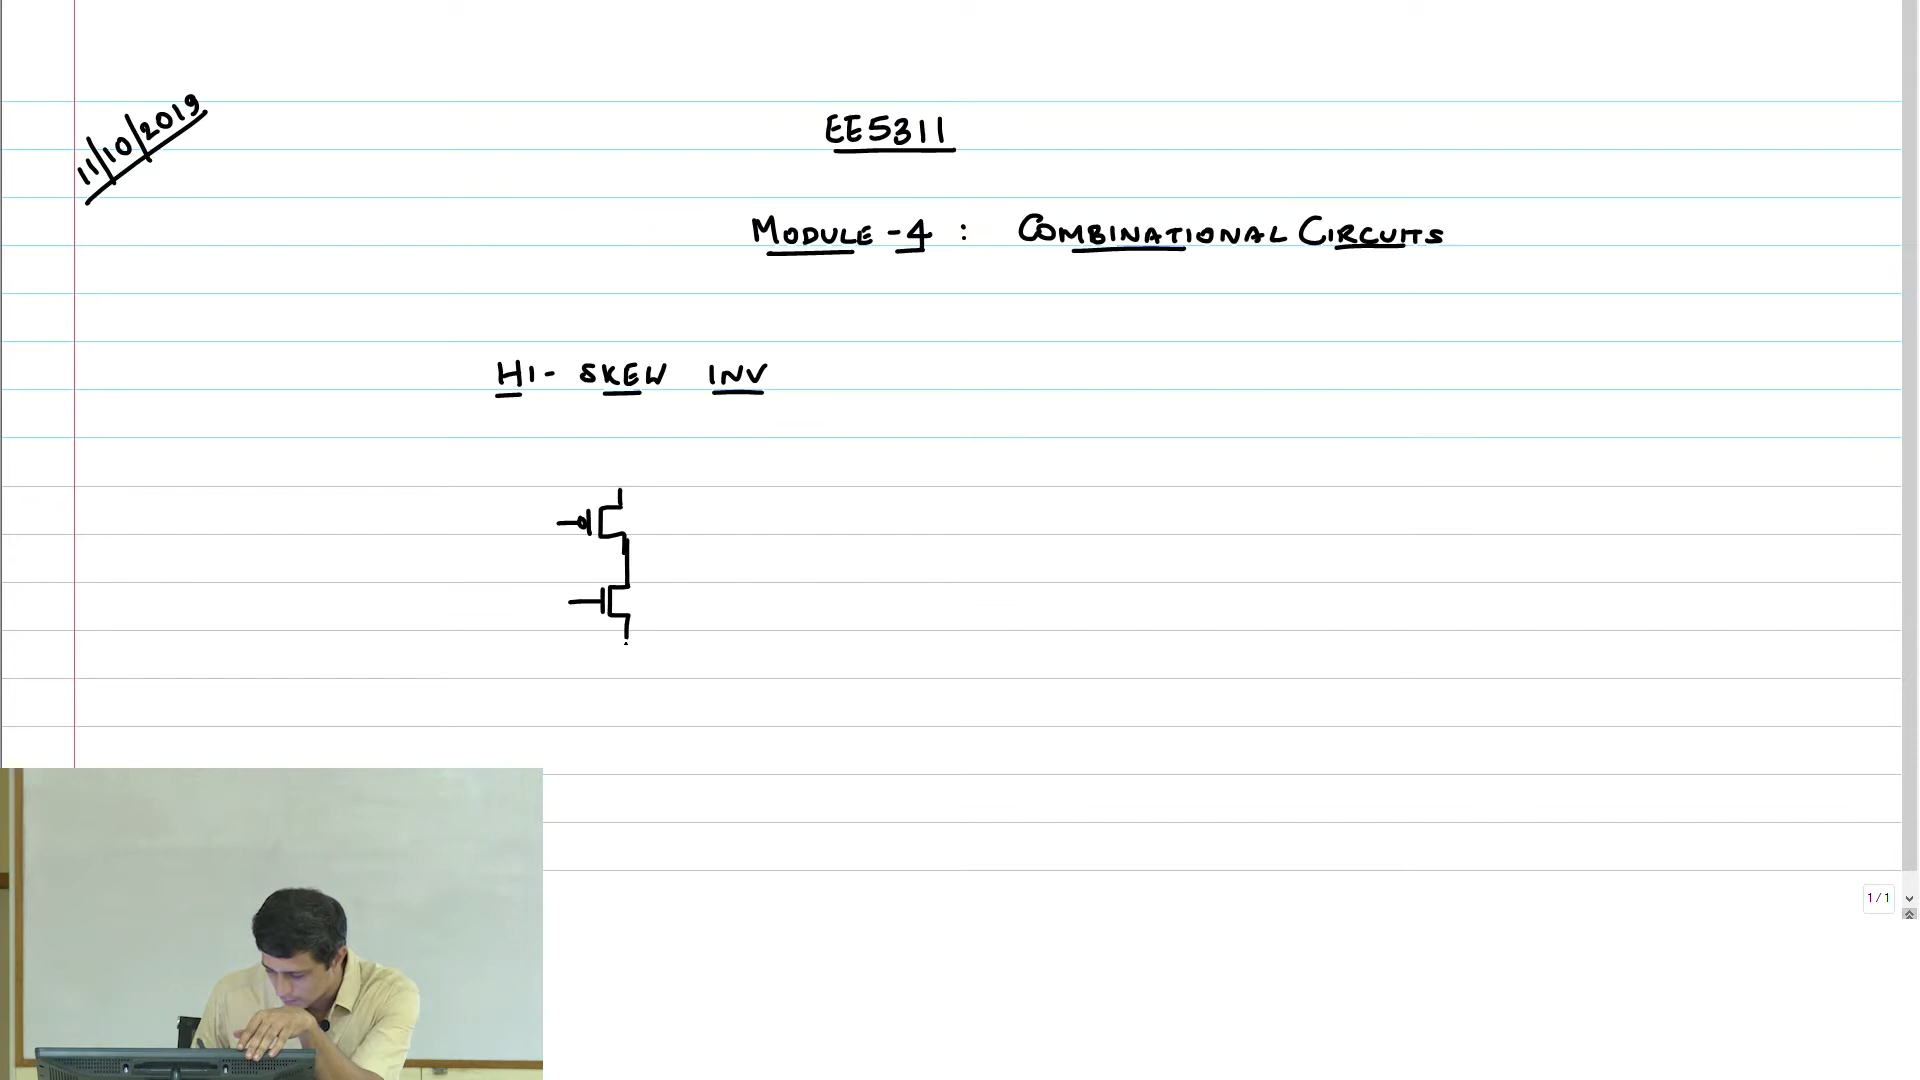 11/10/2019
EE5311
MODULE - 4 : COMBINATIONAL CIRCUITS
HI - SKEW INV
1/1